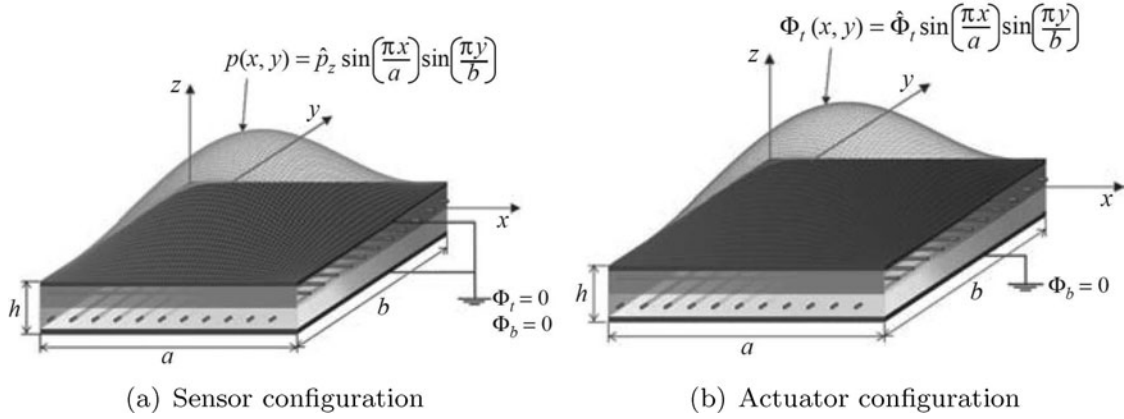 p(x, y) = p̂_z sin(πx/a) sin(πy/b)
z
y
x
h
a
b
Φ_t = 0
Φ_b = 0
(a) Sensor configuration
Φ_t (x, y) = Φ̂_t sin(πx/a) sin(πy/b)
z
y
x
h
a
b
Φ_b = 0
(b) Actuator configuration